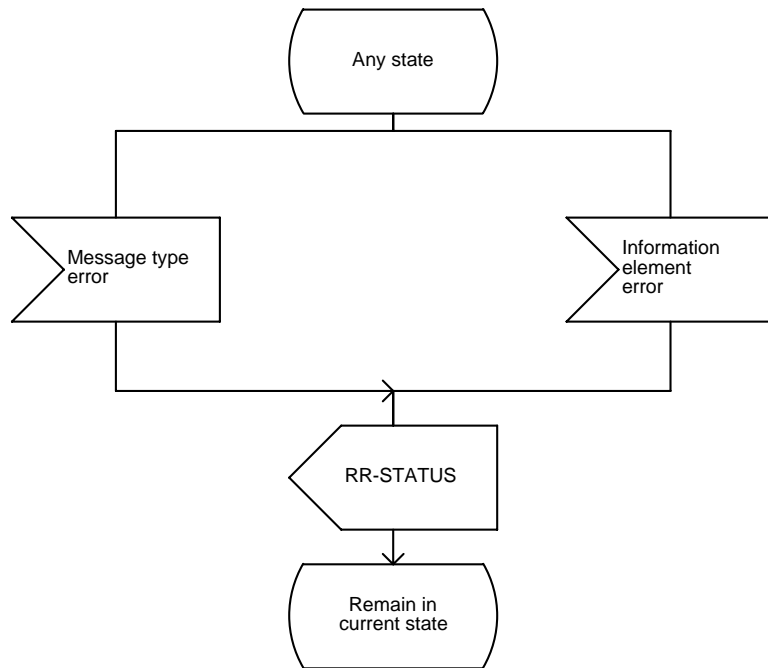 Any state
Message type
error
Information
element
error
RR-STATUS
Remain in
current state